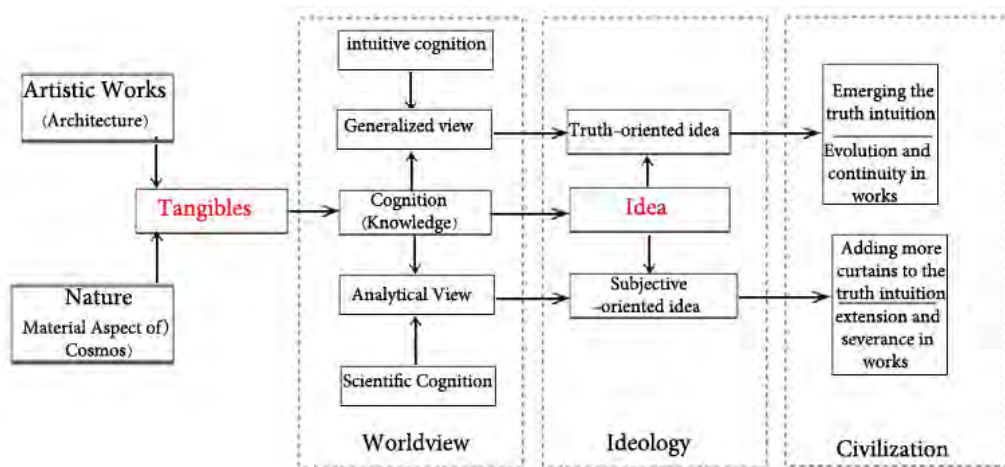 Artistic Works
(Architecture)
Tangibles
Nature
Material Aspect of)
Cosmos)
intuitive cognition
Generalized view
Cognition
(Knowledge)
Analytical View
Scientific Cognition
Worldview
Truth-oriented idea
Idea
Subjective
-oriented idea
Ideology
Emerging the
truth intuition
Evolution and
continuity in
works
Adding more
curtains to the
truth intuition
extension and
severance in
works
Civilization